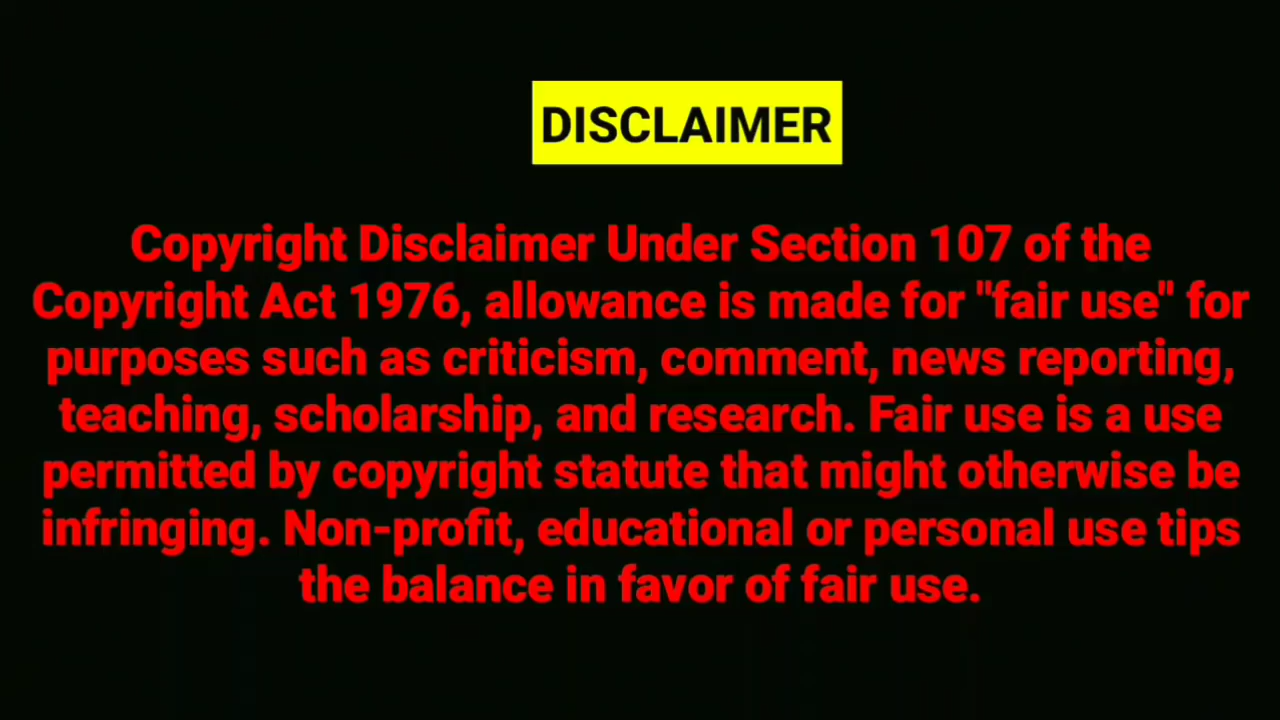 DISCLAIMER
Copyright Disclaimer Under Section 107 of the
Copyright Act 1976, allowance is made for "fair use" for
purposes such as criticism, comment, news reporting,
teaching, scholarship, and research. Fair use is a use
permitted by copyright statute that might otherwise be
infringing. Non-profit, educational or personal use tips
the balance in favor of fair use.